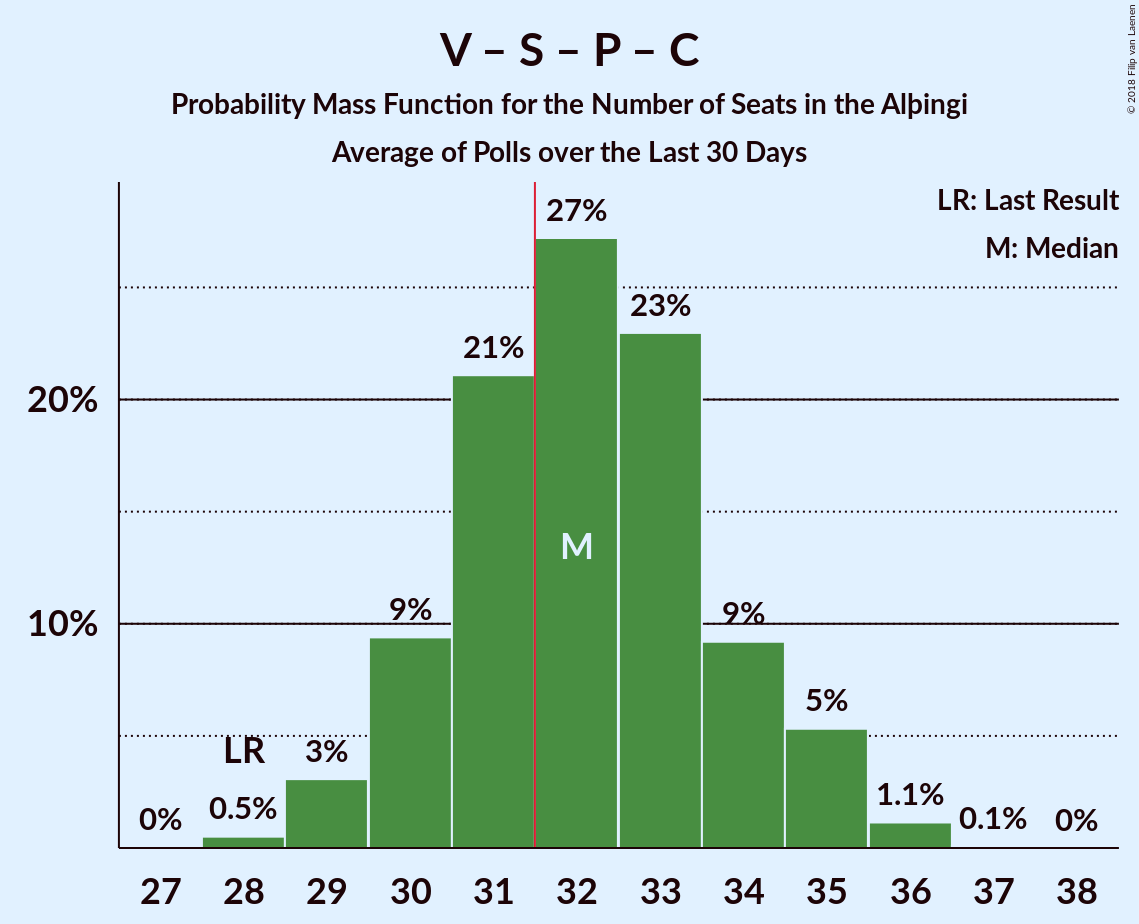 V – S – P – C
Probability Mass Function for the Number of Seats in the Alþingi
Average of Polls over the Last 30 Days
© 2018 Filip van Laenen
LR: Last Result
M: Median
27%
23%
21%
20%
M
9%
9%
10%
5%
LR
3%
1.1%
0.5%
0%
0.1%
0%
27 28 29 30 31 32 33 34 35 36 37 38